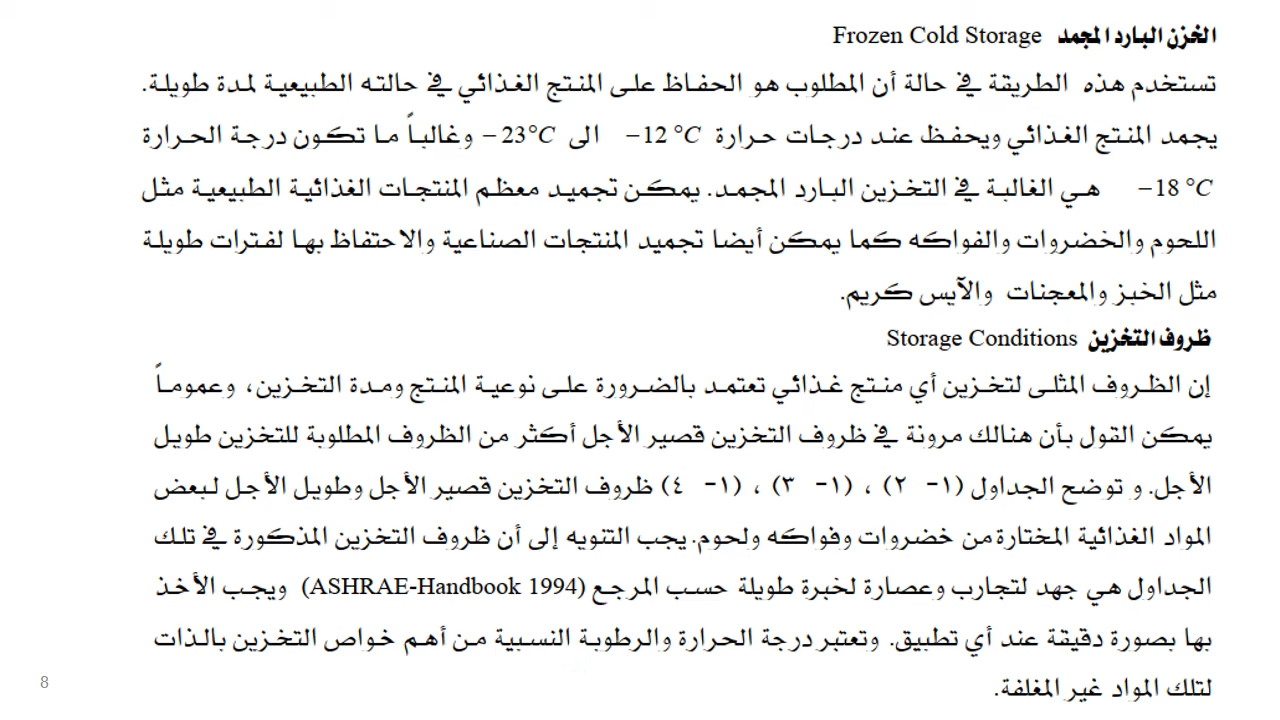 الخزن البارد المجمد Frozen Cold Storage
تستخدم هذه الطريقة في حالة أن المطلوب هو الحفاظ على المنتج الغذائي في حالته الطبيعية لمدة طويلة.
يجمد المنتج الغذائي ويحفظ عند درجات حرارة −12 °C الى −23°C وغالباً ما تكون درجة الحرارة
−18 °C هي الغالبة في التخزين البارد المجمد. يمكن تجميد معظم المنتجات الغذائية الطبيعية مثل
اللحوم والخضروات والفواكه كما يمكن أيضا تجميد المنتجات الصناعية والاحتفاظ بها لفترات طويلة
مثل الخبز والمعجنات والآيس كريم.
ظروف التخزين Storage Conditions
إن الظروف المثلى لتخزين أي منتج غذائي تعتمد بالضرورة على نوعية المنتج ومدة التخزين، وعموماً
يمكن القول بأن هنالك مرونة في ظروف التخزين قصير الأجل أكثر من الظروف المطلوبة للتخزين طويل
الأجل. و توضح الجداول (١- ٢) ، (١- ٣) ، (١- ٤) ظروف التخزين قصير الأجل وطويل الأجل لبعض
المواد الغذائية المختارة من خضروات وفواكه ولحوم. يجب التنويه إلى أن ظروف التخزين المذكورة في تلك
الجداول هي جهد لتجارب وعصارة لخبرة طويلة حسب المرجع (ASHRAE-Handbook 1994) ويجب الأخذ
بها بصورة دقيقة عند أي تطبيق. وتعتبر درجة الحرارة والرطوبة النسبية من أهم خواص التخزين بالذات
لتلك المواد غير المغلفة.
8